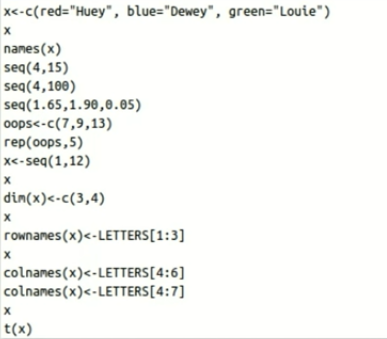 x<-c(red="Huey", blue="Dewey", green="Louie")
x
names(x)
seq(4,15)
seq(4,100)
seq(1.65,1.90,0.05)
oops<-c(7,9,13)
rep(oops,5)
x<-seq(1,12)
x
dim(x)<-c(3,4)
x
rownames(x)<-LETTERS[1:3]
x
colnames(x)<-LETTERS[4:6]
colnames(x)<-LETTERS[4:7]
x
t(x)